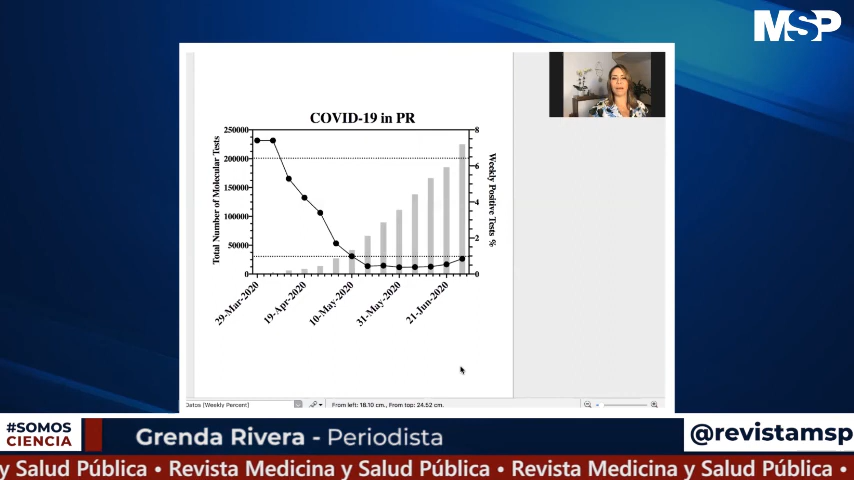 MSP
COVID-19 in PR
Total Number of Molecular Tests
250000
200000
150000
100000
50000
0
8
6
4
2
0
Weekly Positive Tests %
29-Mar-2020
19-Apr-2020
10-May-2020
31-May-2020
21-Jun-2020
Datos [Weekly Percent]
From left: 18.10 cm, From top: 24.52 cm.
#SOMOS
CIENCIA
Grenda Rivera - Periodista
@revistamsp
y Salud Pública • Revista Medicina y Salud Pública • Revista Medicina y Salud Pública •